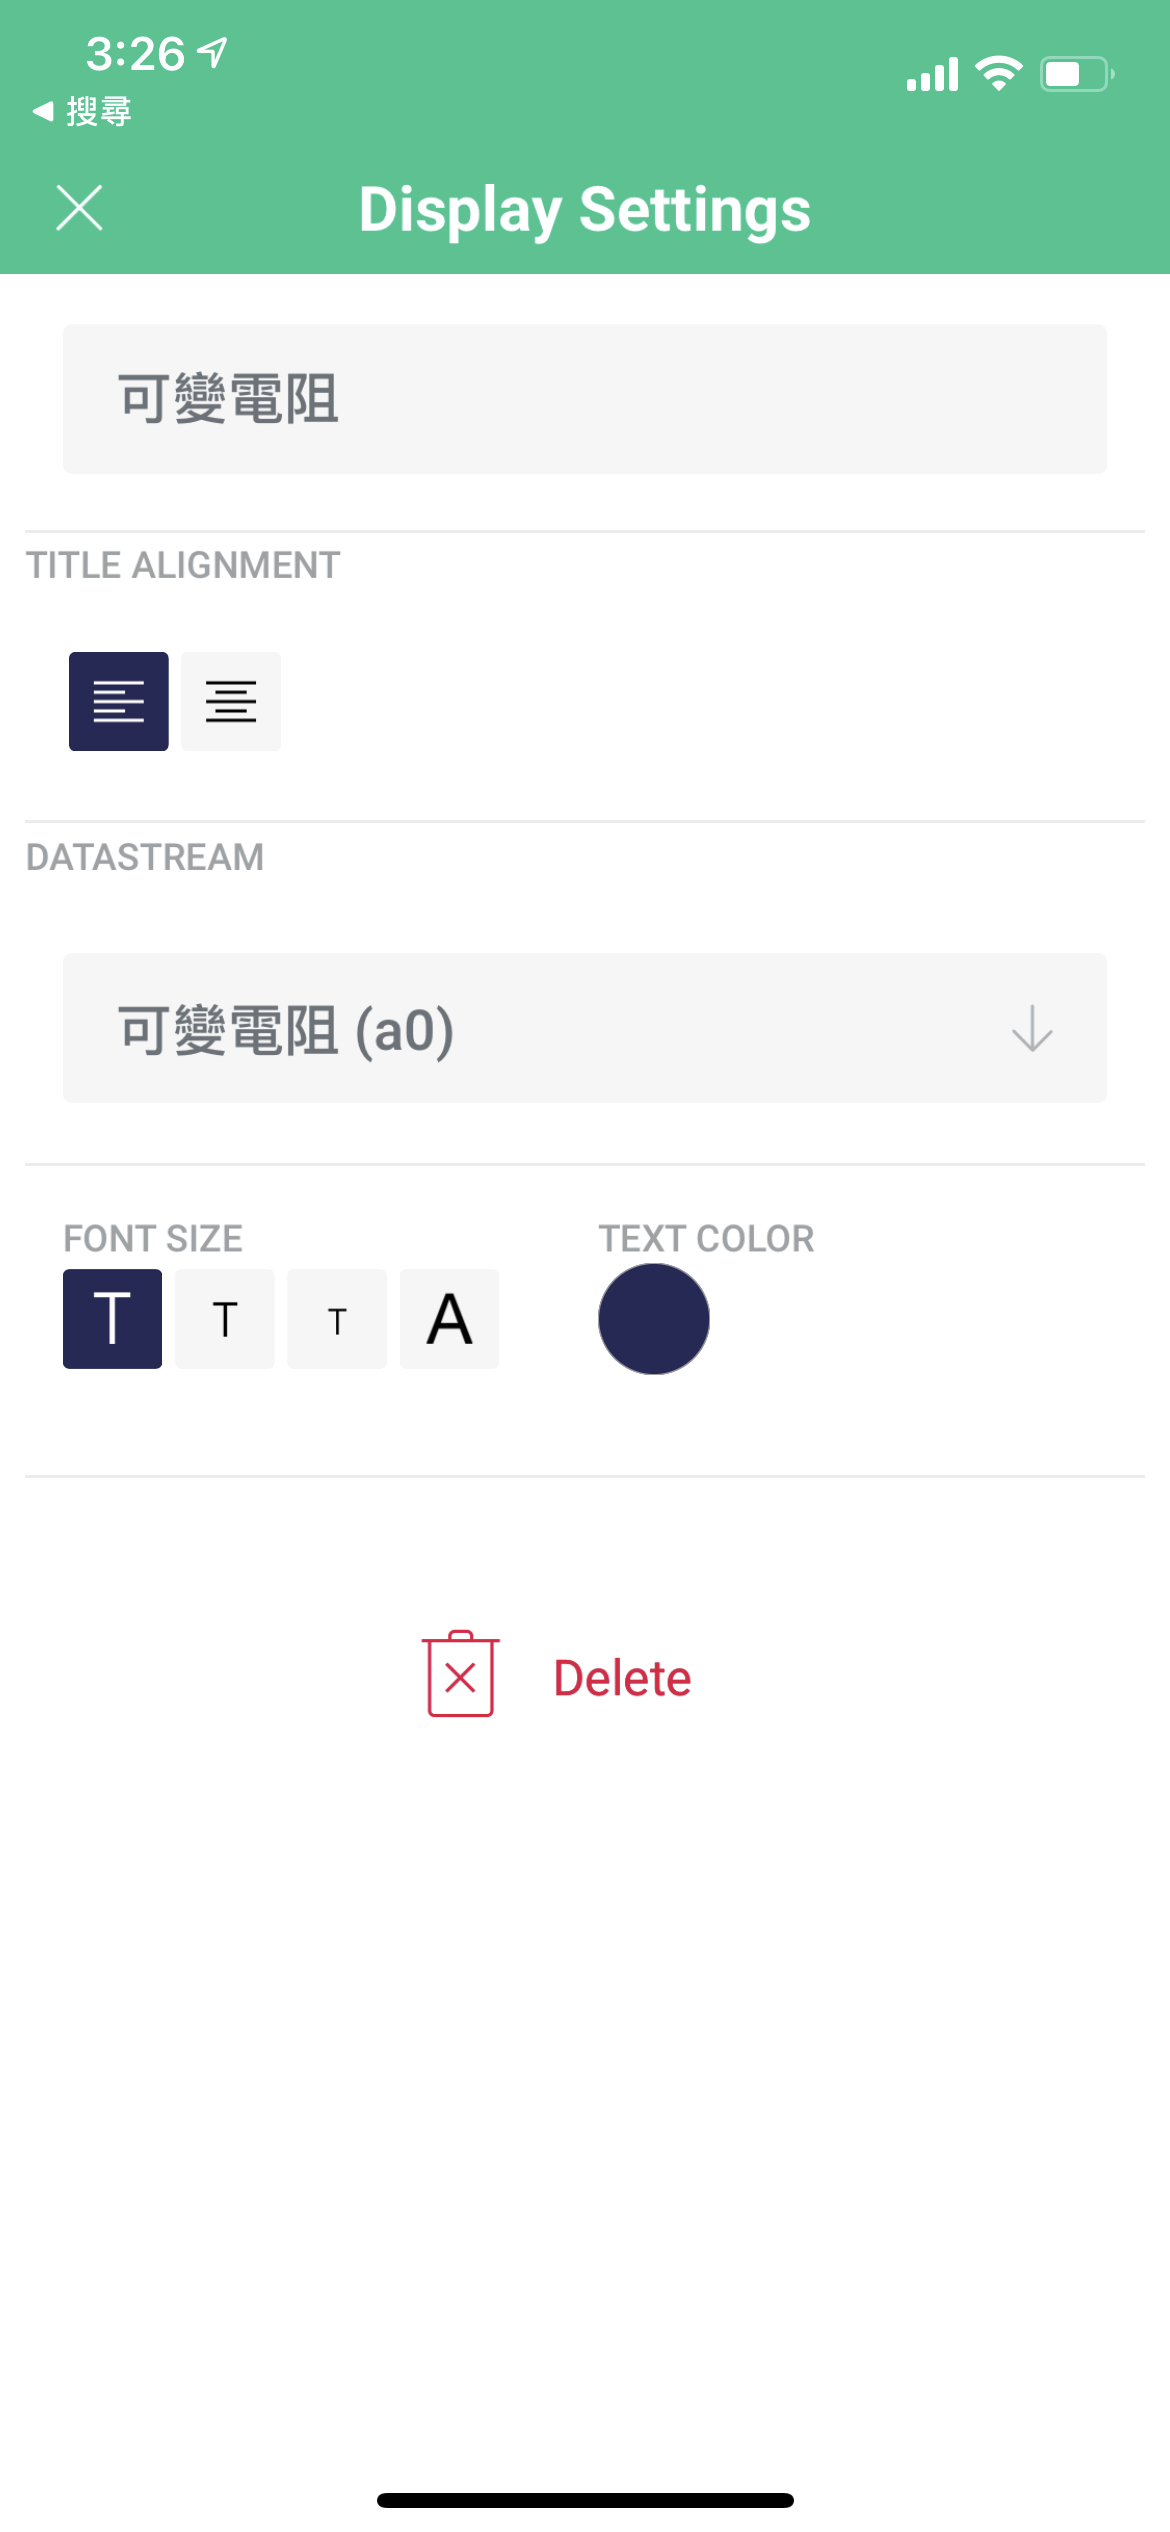 3:26
搜尋
Display Settings
可變電阻
TITLE ALIGNMENT
DATASTREAM
可變電阻 (a0)
FONT SIZE
TEXT COLOR
T T T A
Delete